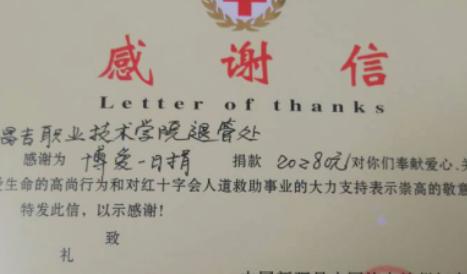 感谢信
Letter of thanks
昌吉职业技术学院退管处
感谢为 博爱一日捐 捐款 20280元 对你们奉献爱心、关
爱生命的高尚行为和对红十字会人道救助事业的大力支持表示崇高的敬意
特发此信，以示感谢！
致
礼